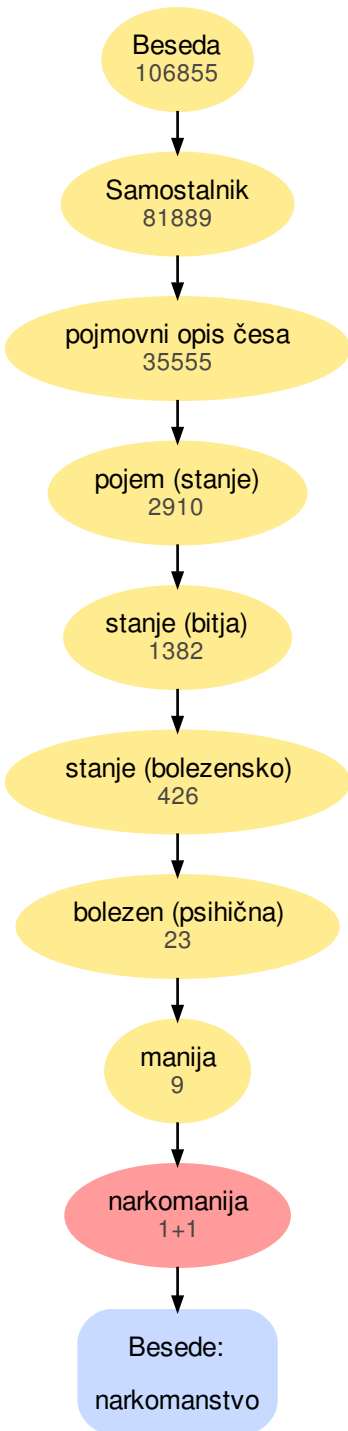 Beseda
106855
Samostalnik
81889
pojmovni opis česa
35555
pojem (stanje)
2910
stanje (bitja)
1382
stanje (bolezensko)
426
bolezen (psihična)
23
manija
9
narkomanija
1+1
Besede:
narkomanstvo